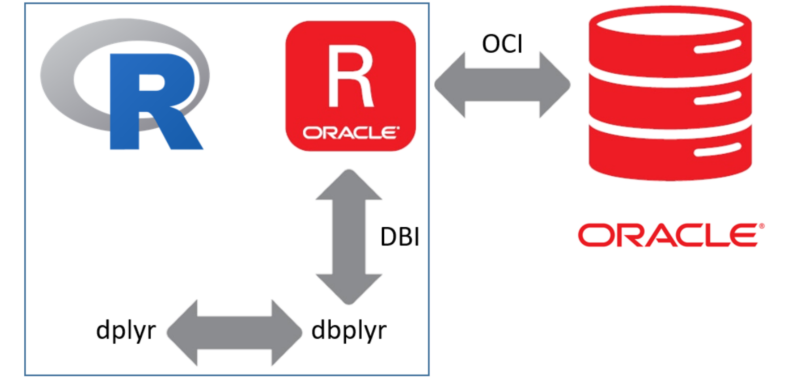 R
R
ORACLE
OCI
ORACLE®
DBI
dplyr
dbplyr